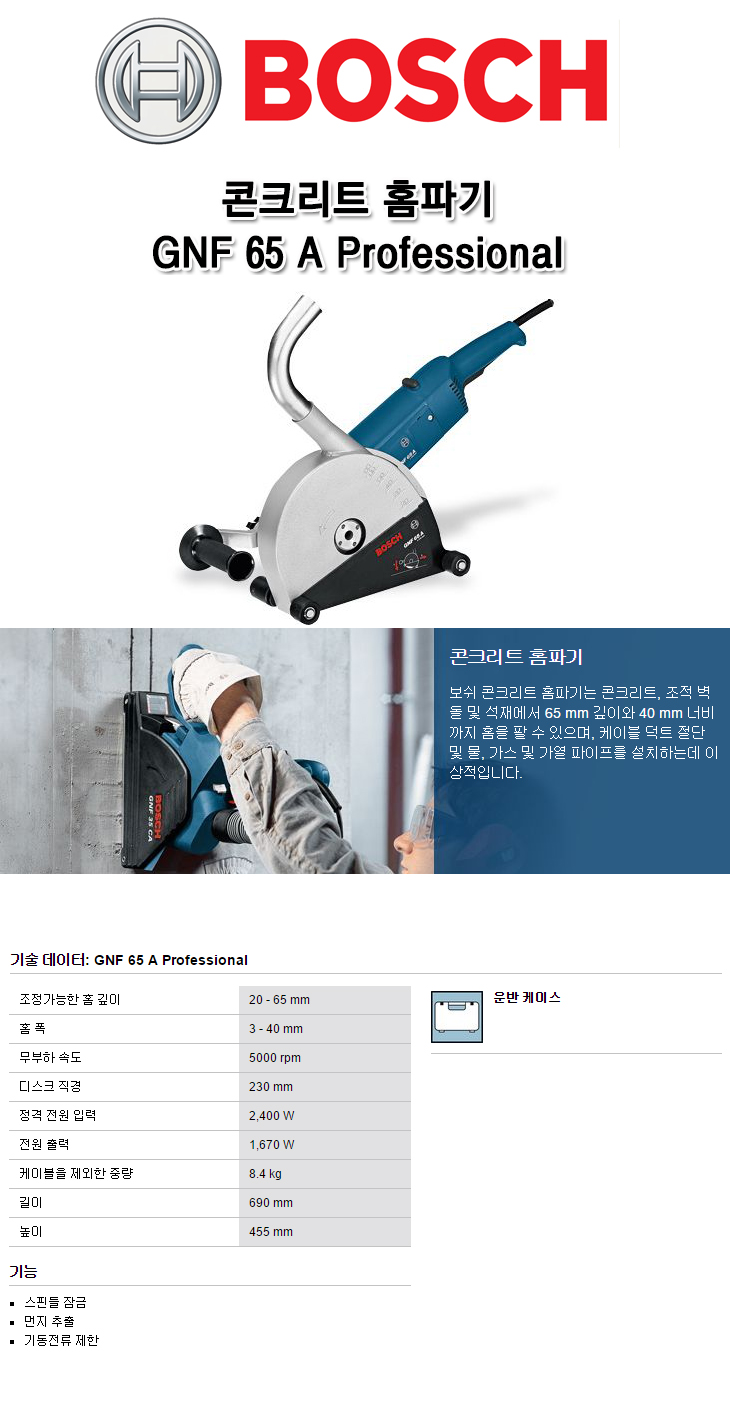 BOSCH
콘크리트 홈파기
GNF 65 A Professional
BOSCH
GNF 65 A
BOSCH
GNF 35 CA
콘크리트 홈파기
보쉬 콘크리트 홈파기는 콘크리트, 조적 벽
돌 및 석재에서 65 mm 깊이와 40 mm 너비
까지 홈을 팔 수 있으며, 케이블 덕트 절단
및 물, 가스 및 가열 파이프를 설치하는데 이
상적입니다.
기술 데이터: GNF 65 A Professional
조정가능한 홈 깊이 20 - 65 mm
홈 폭 3 - 40 mm
무부하 속도 5000 rpm
디스크 직경 230 mm
정격 전원 입력 2,400 W
전원 출력 1,670 W
케이블을 제외한 중량 8.4 kg
길이 690 mm
높이 455 mm
운반 케이스
기능
스핀들 잠금
먼지 추출
기동전류 제한